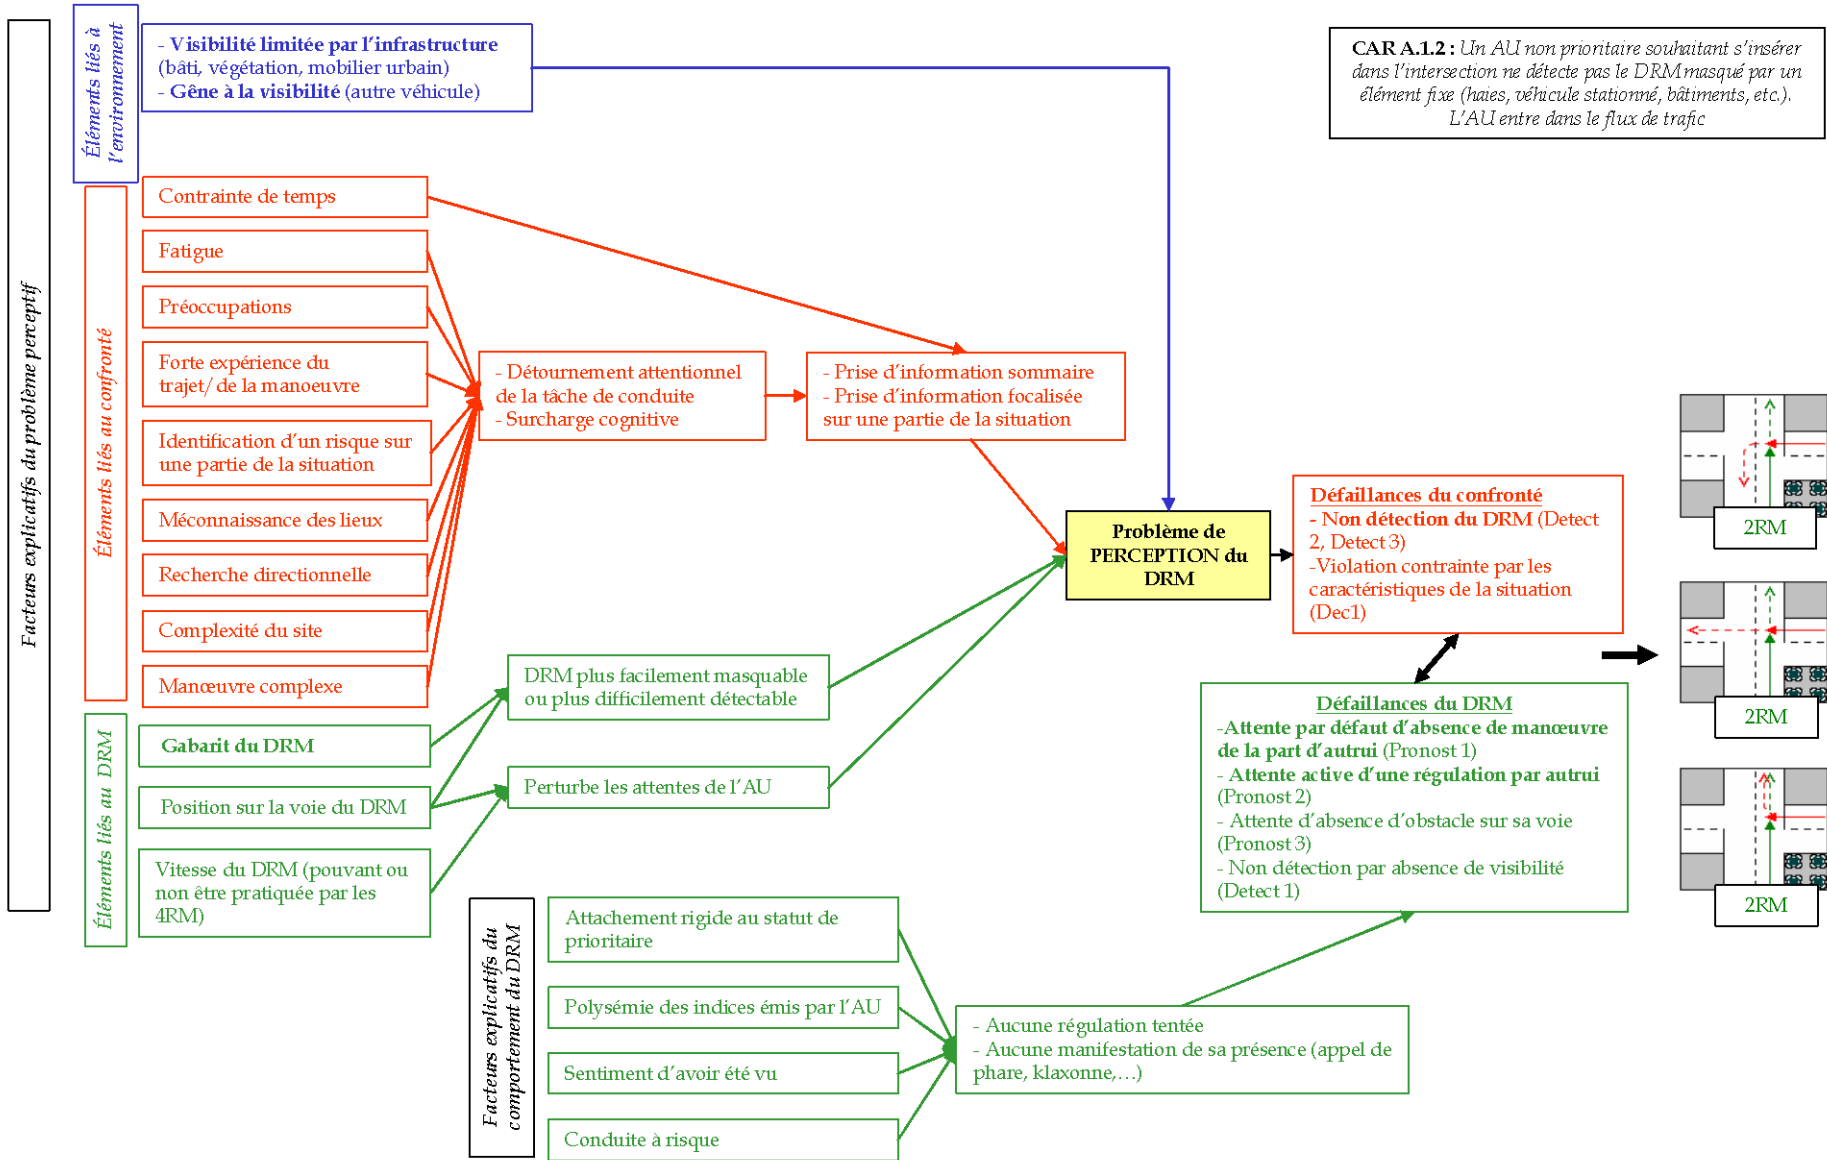 Facteurs explicatifs du problème perceptif
Éléments liés à
l'environnement
- Visibilité limitée par l'infrastructure
(bâti, végétation, mobilier urbain)
- Gêne à la visibilité (autre véhicule)
CAR A.1.2 : Un AU non prioritaire souhaitant s'insérer
dans l'intersection ne détecte pas le DRM masqué par un
élément fixe (haies, véhicule stationné, bâtiments, etc.).
L'AU entre dans le flux de trafic
Éléments liés au confronté
Contrainte de temps
Fatigue
Préoccupations
Forte expérience du
trajet/ de la manoeuvre
Identification d'un risque sur
une partie de la situation
Méconnaissance des lieux
Recherche directionnelle
Complexité du site
Manœuvre complexe
- Détournement attentionnel
de la tâche de conduite
- Surcharge cognitive
- Prise d'information sommaire
- Prise d'information focalisée
sur une partie de la situation
Éléments liés au DRM
Gabarit du DRM
Position sur la voie du DRM
Vitesse du DRM (pouvant ou
non être pratiquée par les
4RM)
DRM plus facilement masquable
ou plus difficilement détectable
Perturbe les attentes de l'AU
Problème de
PERCEPTION du
DRM
Défaillances du confronté
- Non détection du DRM (Detect
2, Detect 3)
-Violation contrainte par les
caractéristiques de la situation
(Dec1)
Défaillances du DRM
-Attente par défaut d'absence de manœuvre
de la part d'autrui (Pronost 1)
- Attente active d'une régulation par autrui
(Pronost 2)
- Attente d'absence d'obstacle sur sa voie
(Pronost 3)
- Non détection par absence de visibilité
(Detect 1)
2RM
2RM
2RM
Facteurs explicatifs du
comportement du DRM
Attachement rigide au statut de
prioritaire
Polysémie des indices émis par l'AU
Sentiment d'avoir été vu
Conduite à risque
- Aucune régulation tentée
- Aucune manifestation de sa présence (appel de
phare, klaxonne,…)